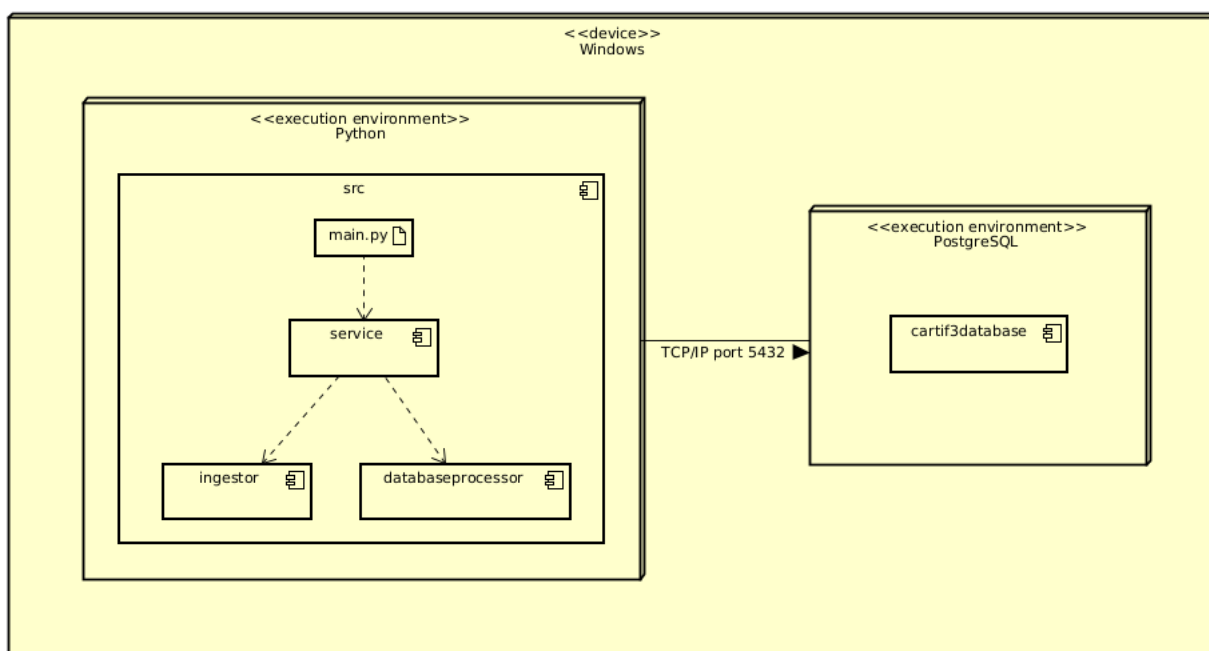 <<device>>
Windows
<<execution environment>>
Python
src
main.py
service
ingestor
databaseprocessor
TCP/IP port 5432
<<execution environment>>
PostgreSQL
cartif3database